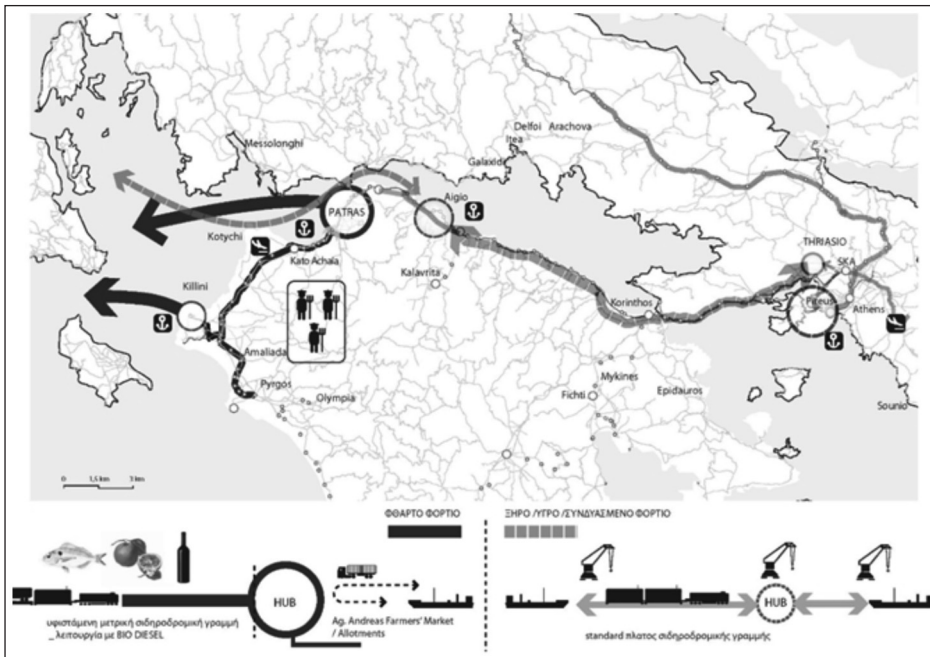 Delfoi Arachova
Itea
Messolonghi
Galaxidi
PATRAS
Aigio
Kotychi
Kato Achaia
THRIASIO
SKA
Kalavrita
Killini
Korinthos
Pireus
Athens
Amaliada
Mykines
Pyrgos
Epidauros
Olympia
Fichti
Sounio
0 1,5 km 3 km
ΦΘΑΡΤΟ ΦΟΡΤΙΟ
ΞΗΡΟ /ΥΓΡΟ /ΣΥΝΔΥΑΣΜΕΝΟ ΦΟΡΤΙΟ
HUB
HUB
υφιστάμενη μετρική σιδηροδρομική γραμμή
_ λειτουργία με BIO DIESEL
Ag. Andreas Farmers' Market
/ Allotments
standard πλατος σιδηροδρομικής γραμμής